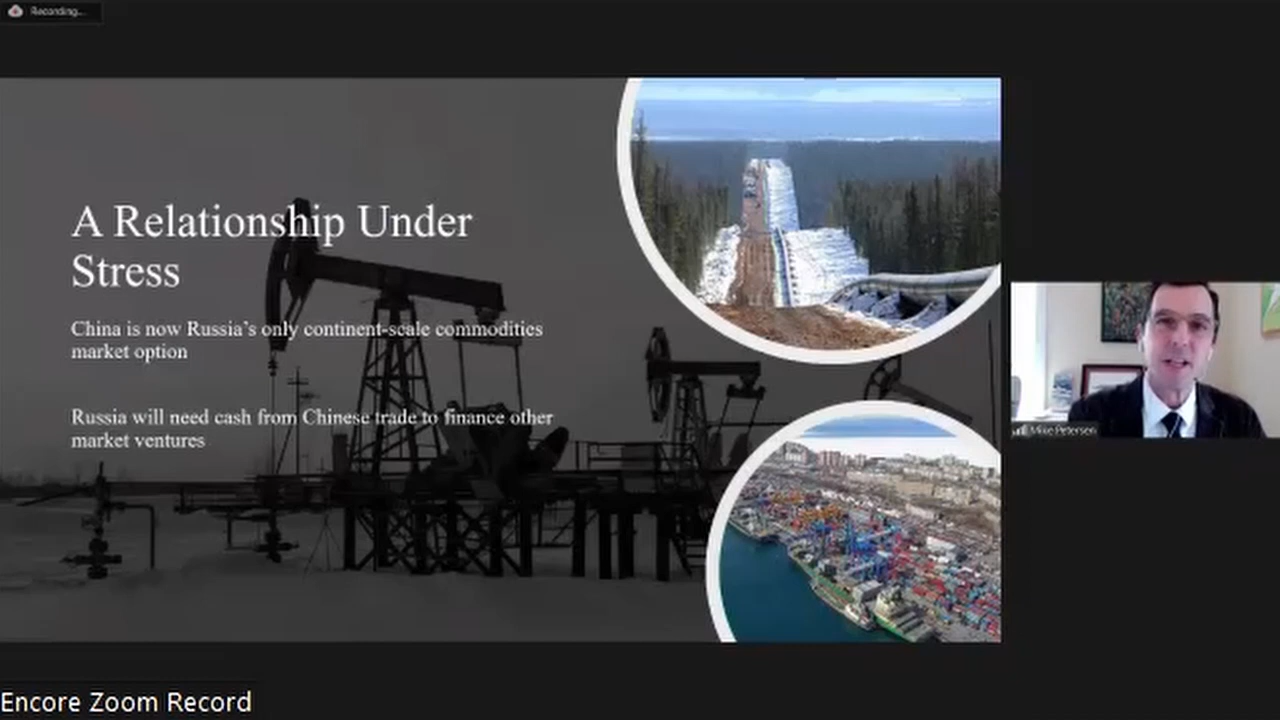 Recording...
A Relationship Under
Stress
China is now Russia's only continent-scale commodities
market option
Russia will need cash from Chinese trade to finance other
market ventures
Mike Petersen
Encore Zoom Record